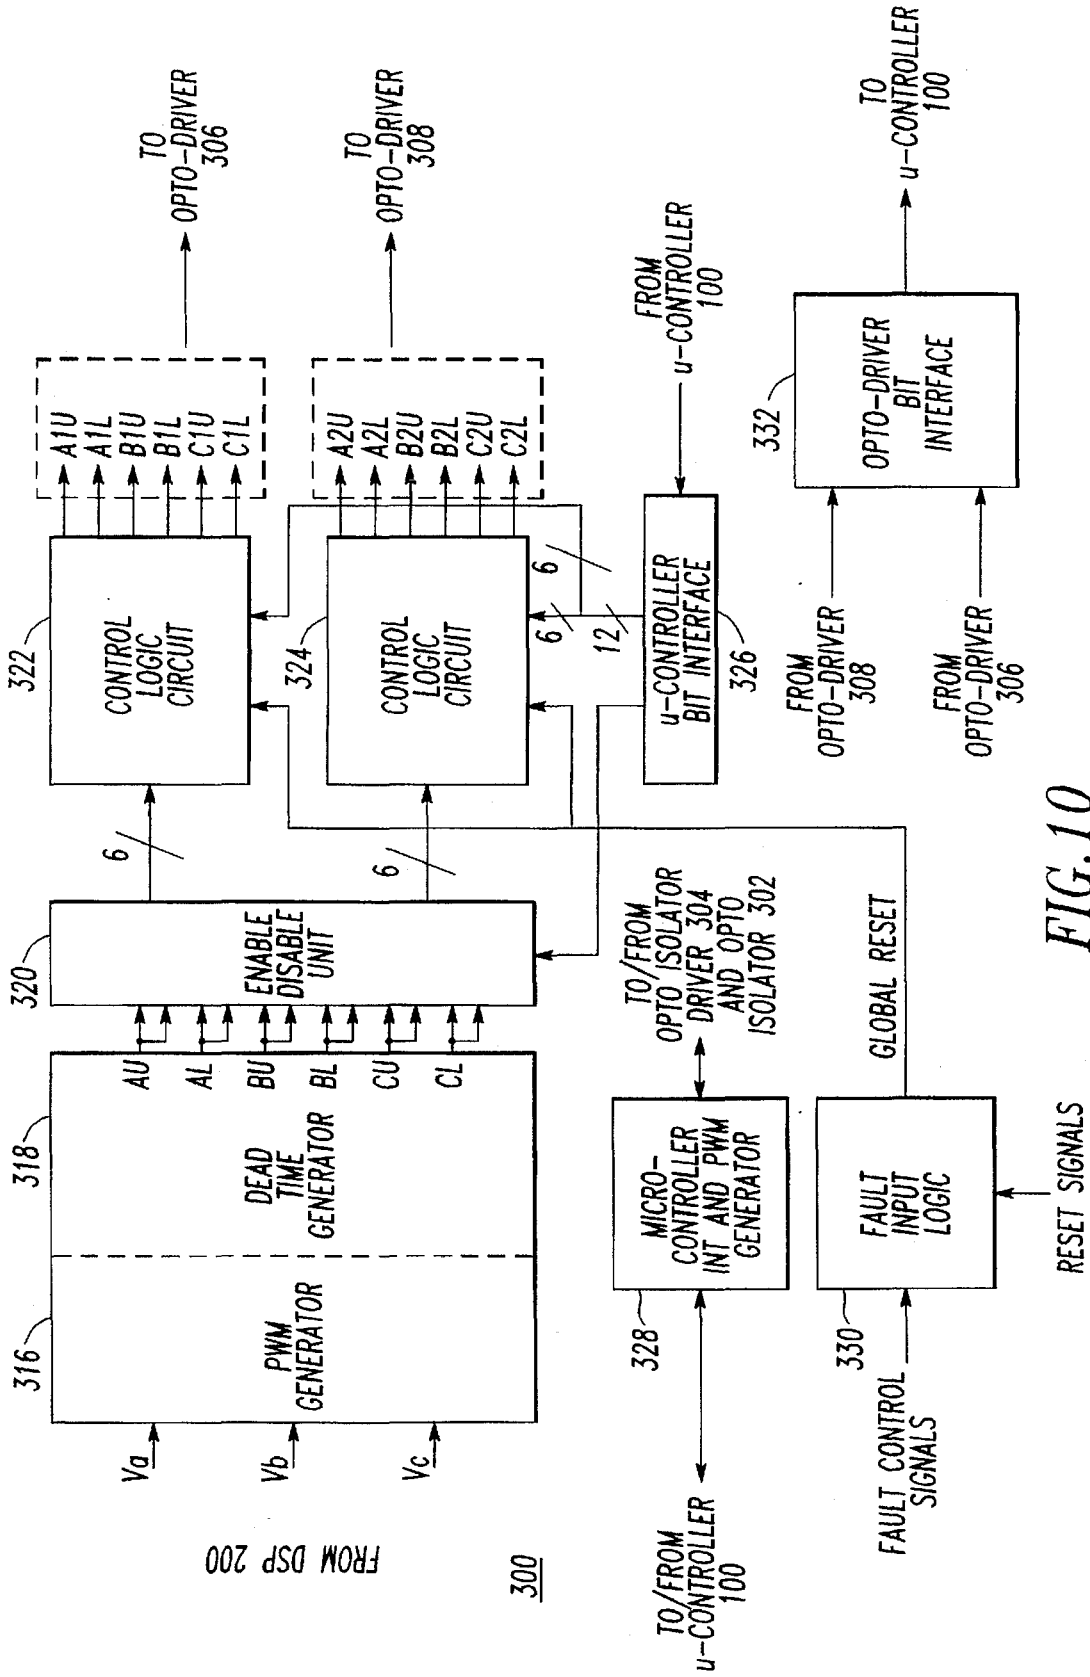 FROM DSP 200
300
Va
Vb
Vc
316
PWM
GENERATOR
318
DEAD
TIME
GENERATOR
AU
AL
BU
BL
CU
CL
320
ENABLE
DISABLE
UNIT
6
6
322
CONTROL
LOGIC
CIRCUIT
324
CONTROL
LOGIC
CIRCUIT
A1U
A1L
B1U
B1L
C1U
C1L
TO
OPTO-DRIVER
306
A2U
A2L
B2U
B2L
C2U
C2L
TO
OPTO-DRIVER
308
6
6
12
u-CONTROLLER
BIT INTERFACE
326
FROM
u-CONTROLLER
100
TO/FROM
u-CONTROLLER
100
328
MICRO-
CONTROLLER
INT AND PWM
GENERATOR
TO/FROM
OPTO ISOLATOR
DRIVER 304
AND OPTO
ISOLATOR 302
FAULT CONTROL
SIGNALS
330
FAULT
INPUT
LOGIC
RESET SIGNALS
GLOBAL RESET
FROM
OPTO-DRIVER
308
FROM
OPTO-DRIVER
306
332
OPTO-DRIVER
BIT
INTERFACE
TO
u-CONTROLLER
100
FIG.10